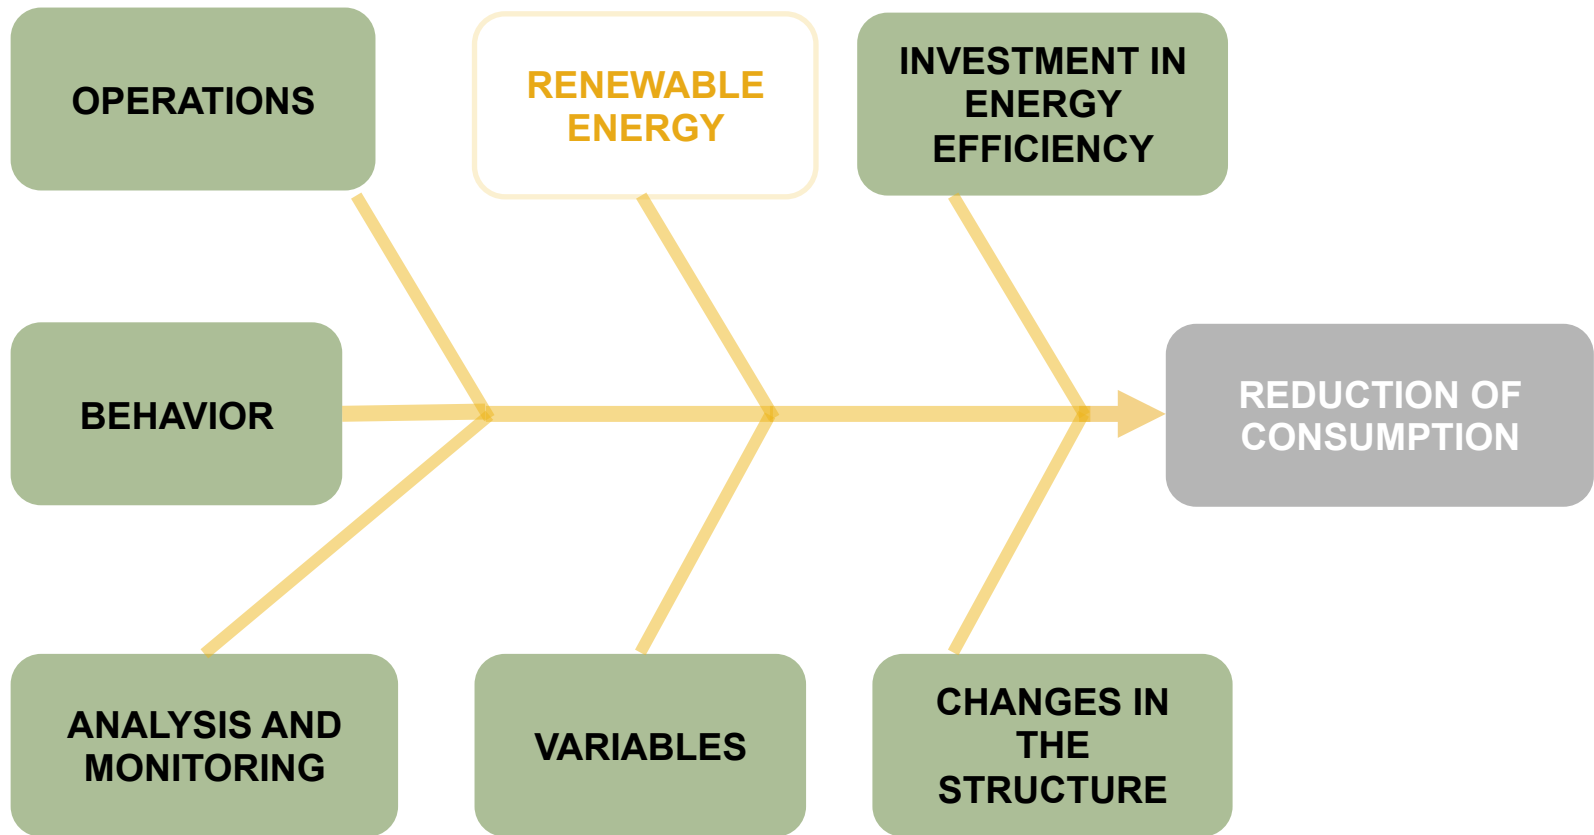 OPERATIONS
RENEWABLE
ENERGY
INVESTMENT IN
ENERGY
EFFICIENCY
BEHAVIOR
REDUCTION OF
CONSUMPTION
ANALYSIS AND
MONITORING
VARIABLES
CHANGES IN
THE
STRUCTURE